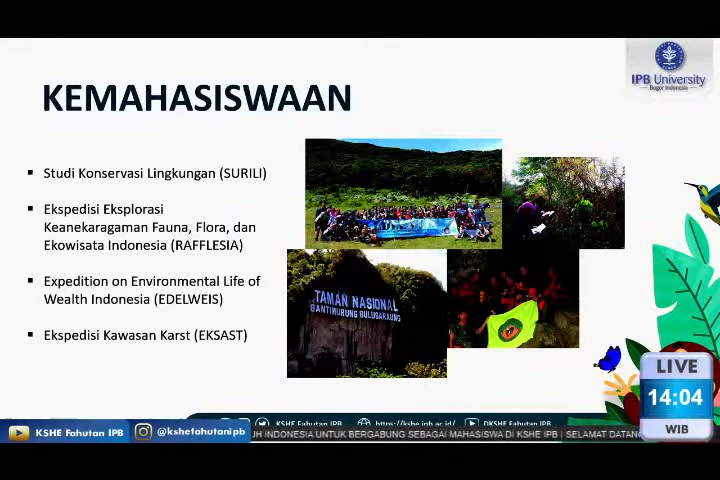 IPB University
Bogor Indonesia
KEMAHASISWAAN
Studi Konservasi Lingkungan (SURILI)
Ekspedisi Eksplorasi
Keanekaragaman Fauna, Flora, dan
Ekowisata Indonesia (RAFFLESIA)
Expedition on Environmental Life of
Wealth Indonesia (EDELWEIS)
Ekspedisi Kawasan Karst (EKSAST)
TAMAN NASIONAL
BANTIMURUNG BULUSARAUNG
LIVE
14:04
WIB
KSHE Fahutan IPB
https://kshe.ipb.ac.id/
DKSHE Fahutan IPB
KSHE Fahutan IPB
@kshefahutanipb
UH INDONESIA UNTUK BERGABUNG SEBAGAI MAHASISWA DI KSHE IPB | SELAMAT DATANG